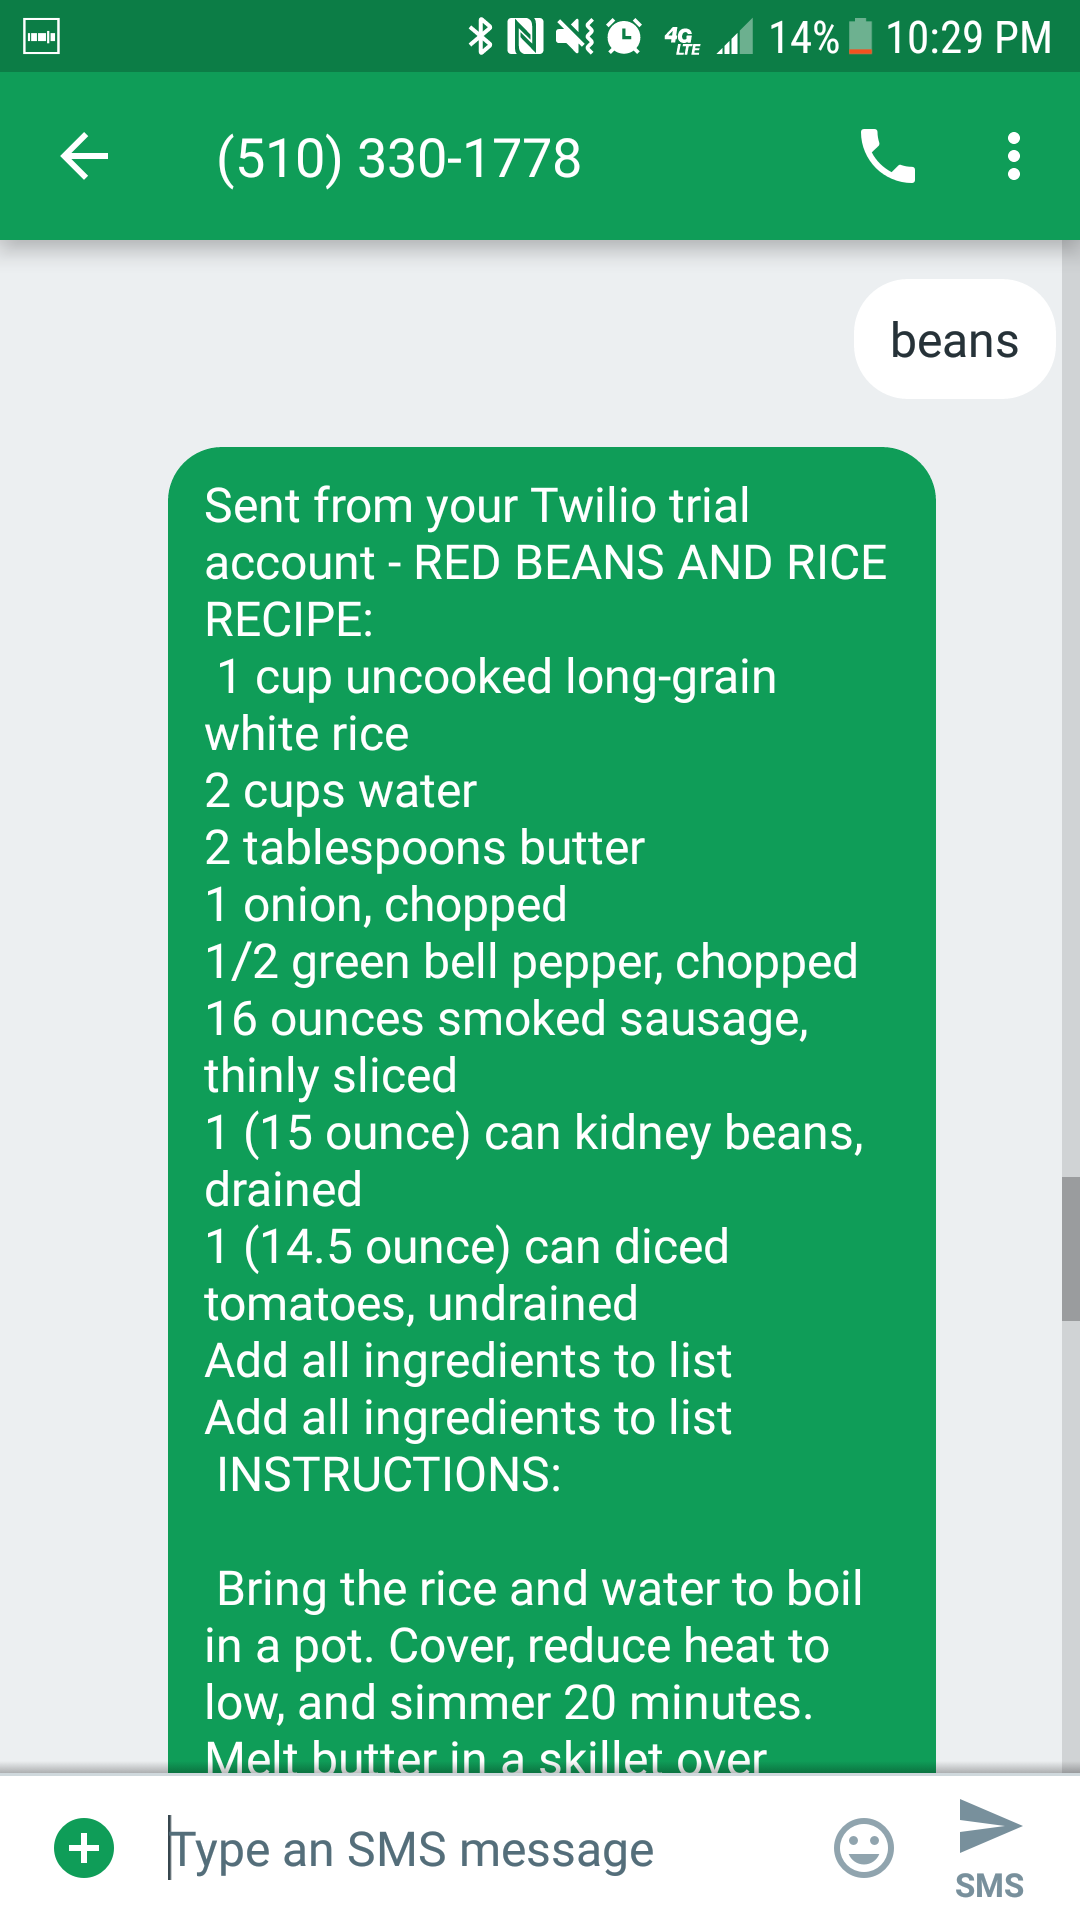 4G LTE 14% 10:29 PM
(510) 330-1778
beans
Sent from your Twilio trial
account - RED BEANS AND RICE
RECIPE:
1 cup uncooked long-grain
white rice
2 cups water
2 tablespoons butter
1 onion, chopped
1/2 green bell pepper, chopped
16 ounces smoked sausage,
thinly sliced
1 (15 ounce) can kidney beans,
drained
1 (14.5 ounce) can diced
tomatoes, undrained
Add all ingredients to list
Add all ingredients to list
INSTRUCTIONS:
Bring the rice and water to boil
in a pot. Cover, reduce heat to
low, and simmer 20 minutes.
Melt butter in a skillet over
Type an SMS message
SMS